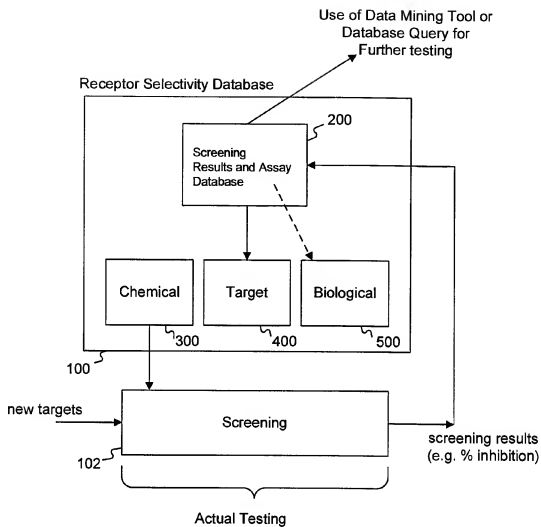 Use of Data Mining Tool or
Database Query for
Further testing
Receptor Selectivity Database
200
Screening
Results and Assay
Database
Chemical
Target
Biological
300
400
500
100
new targets
Screening
screening results
(e.g. % inhibition)
102
Actual Testing